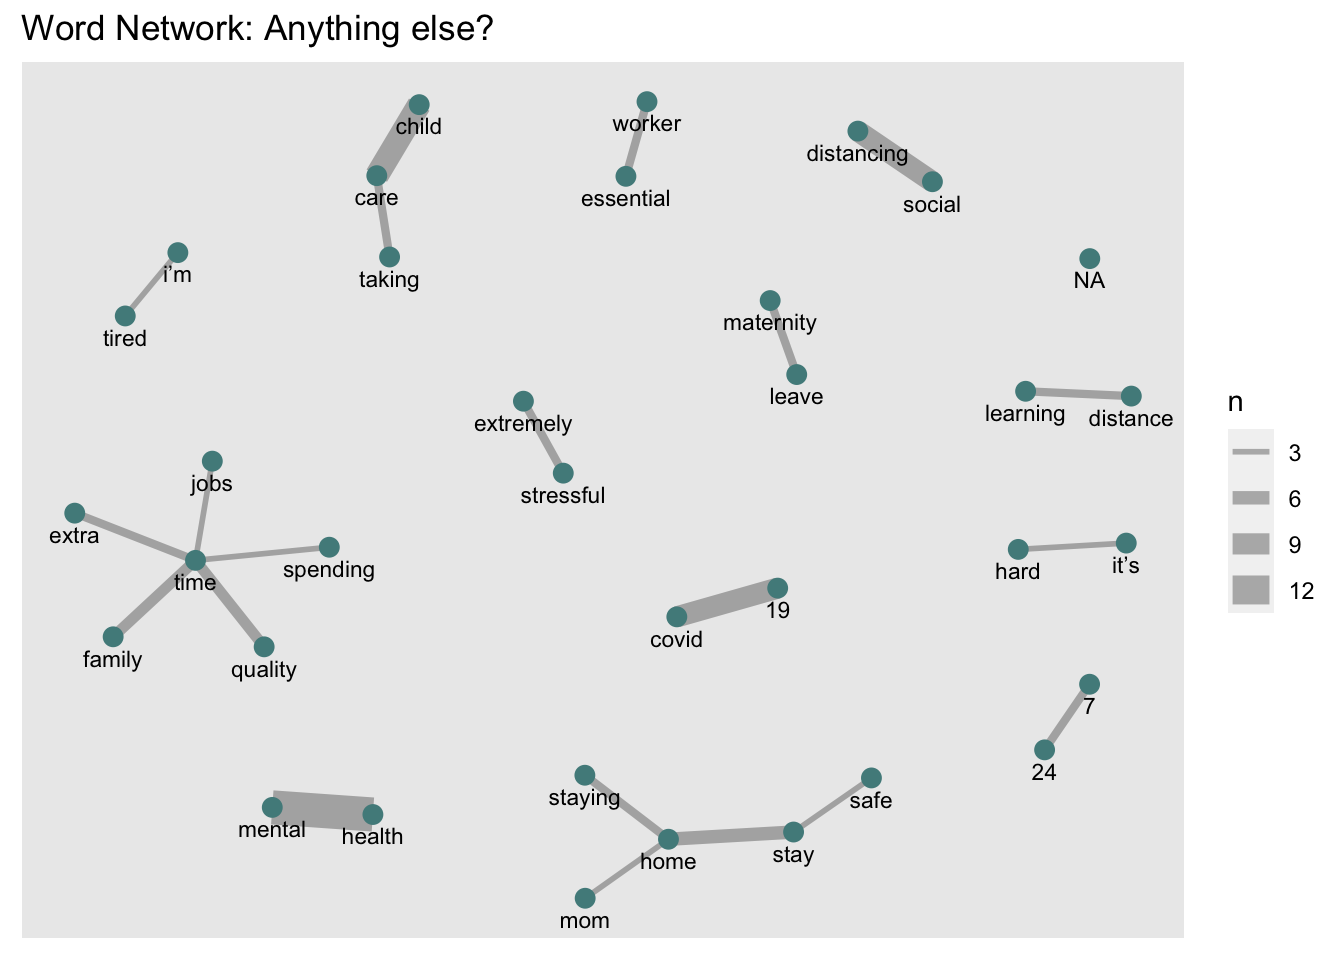 Word Network: Anything else?
child
worker
distancing
care
essential
social
i’m
taking
NA
maternity
tired
leave
learning
distance
extremely
jobs
stressful
extra
spending
hard
it’s
time
19
covid
family
quality
7
24
staying
safe
mental
health
home
stay
mom
n
3
6
9
12